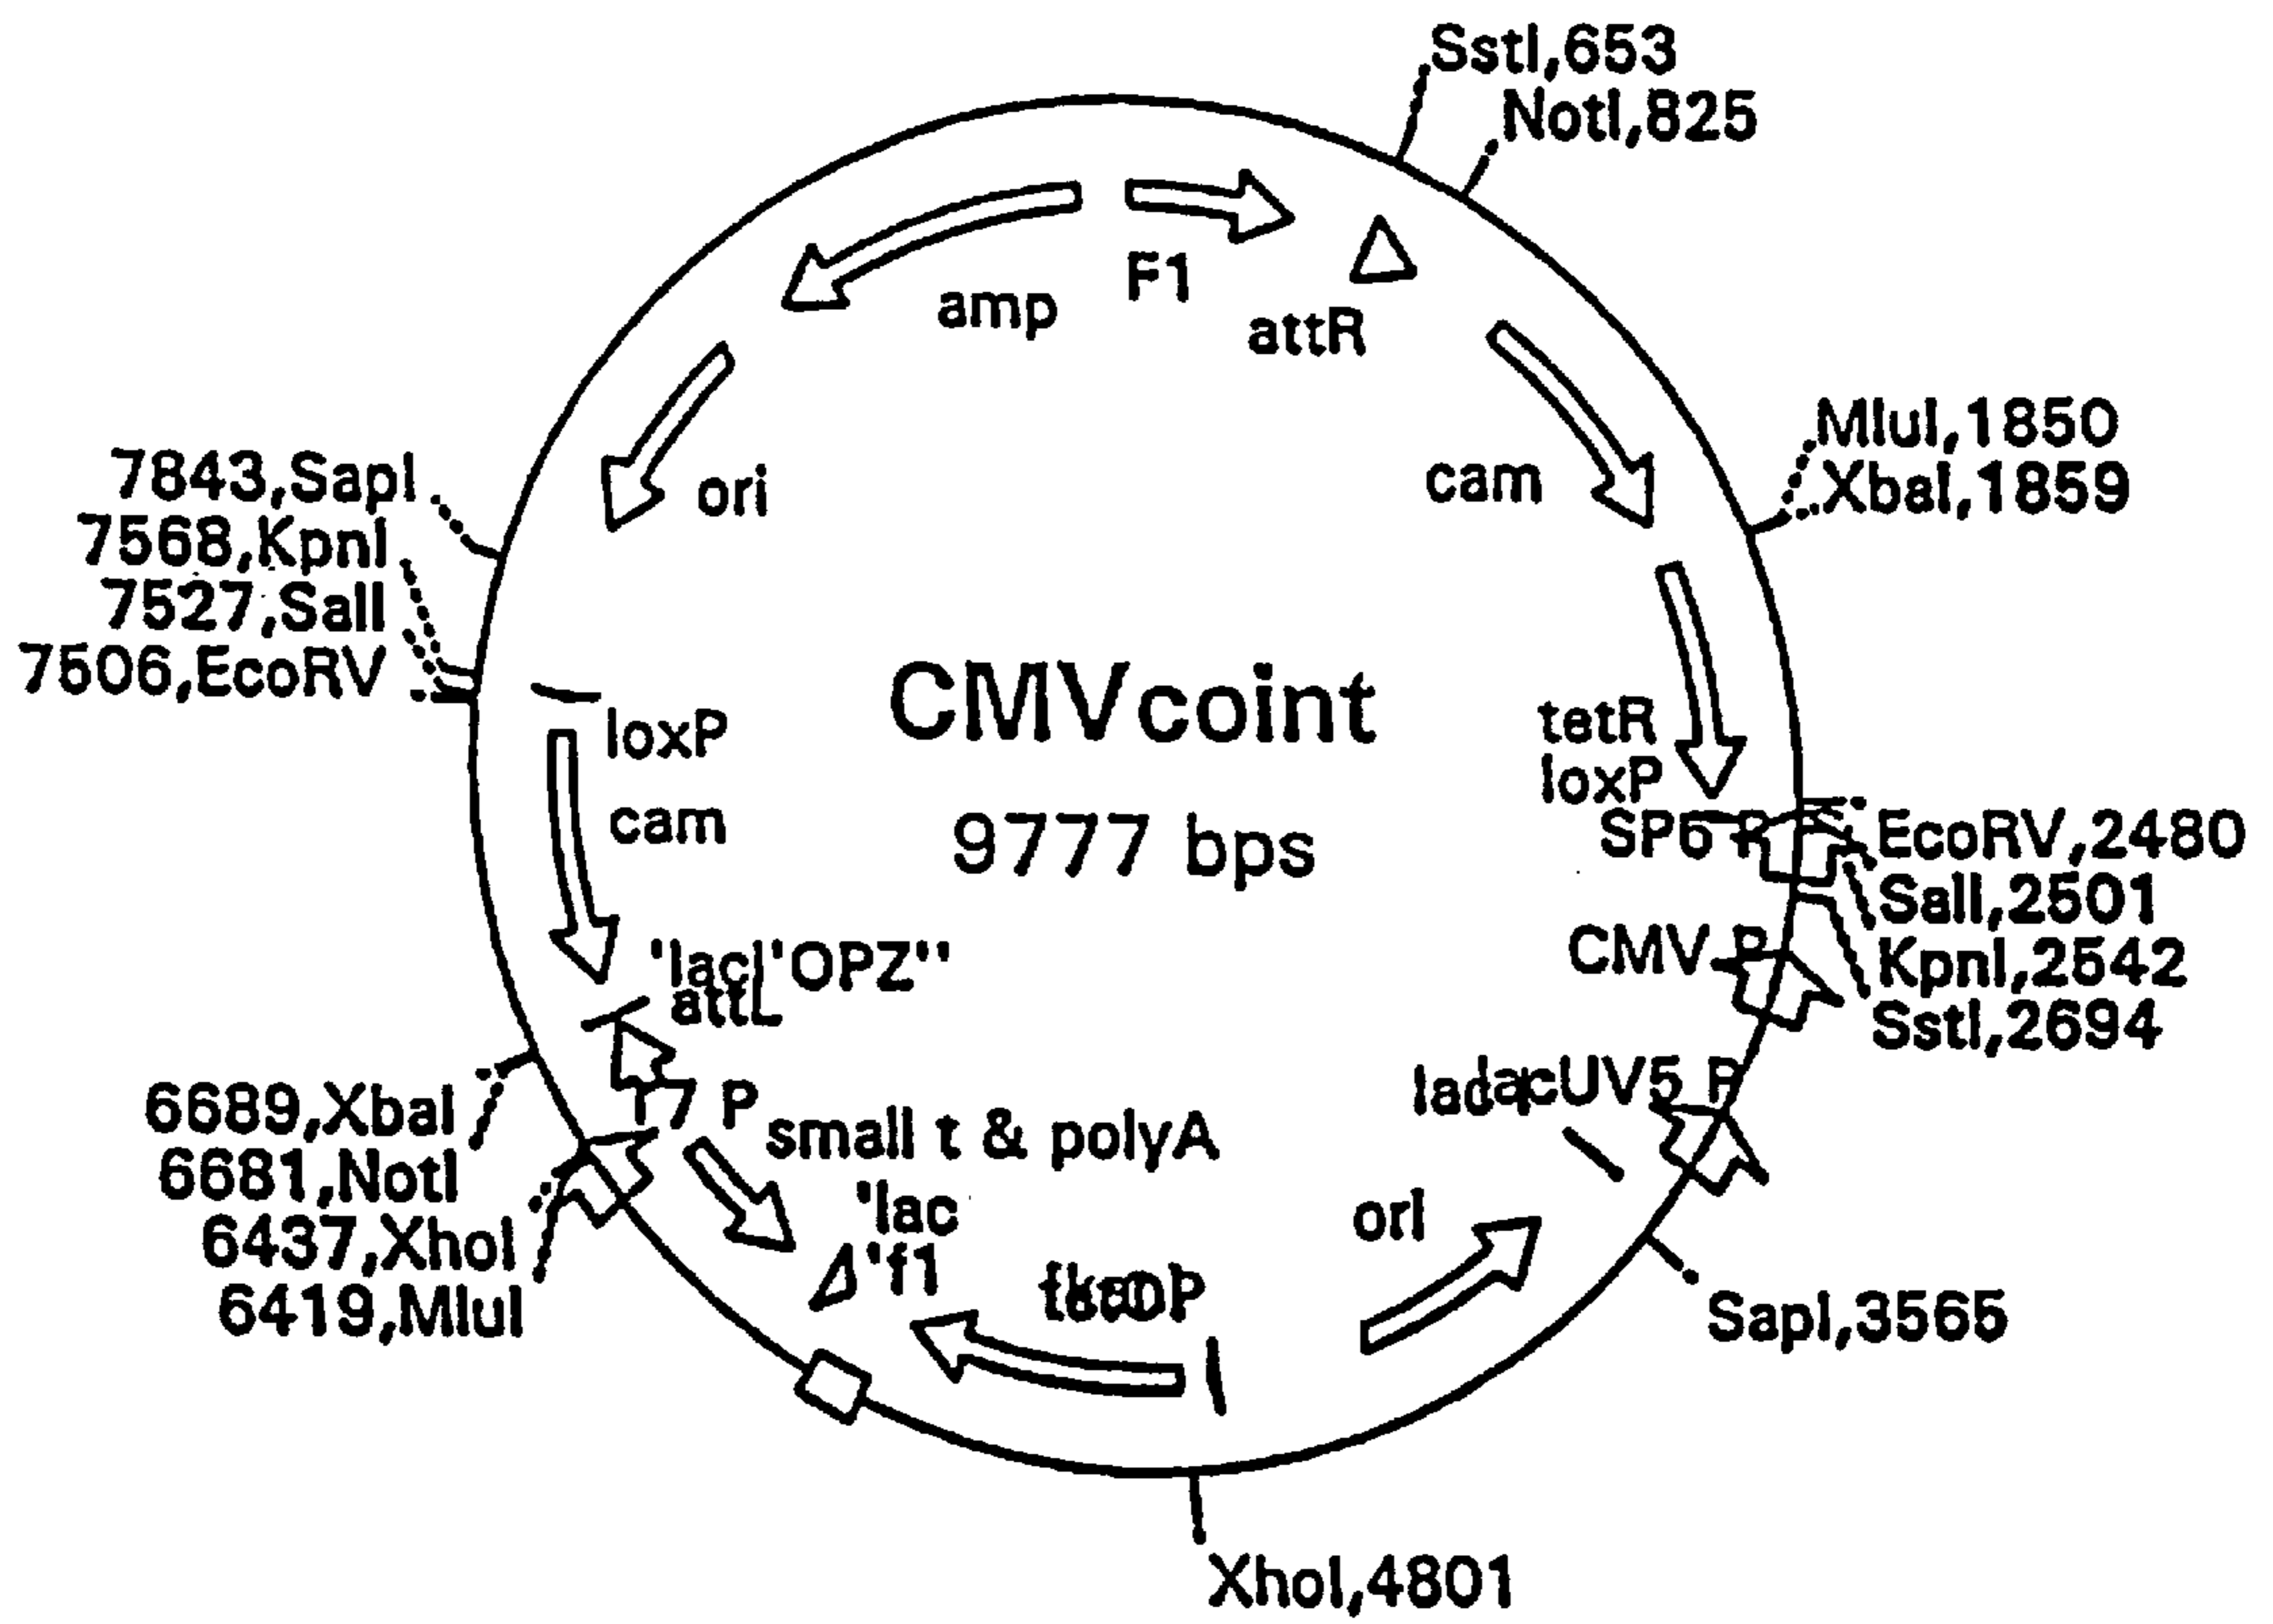 SstI,653
NotI,825
F1
amp
attR
MluI,1850
XbaI,1859
7843,SapI
cam
ori
7568,KpnI
7527,SalI
7506,EcoRV
CMVcoint
tetR
loxP
loxP
cam
9777 bps
SP6 P
EcoRV,2480
SalI,2501
CMV P
'lacI'OPZ''
KpnI,2542
attL
SstI,2694
lacUV5 P
6689,XbaI
T7 P
small t & polyA
6681,NotI
'lac
orI
6437,XhoI
'f1
6419,MluI
SapI,3565
XhoI,4801